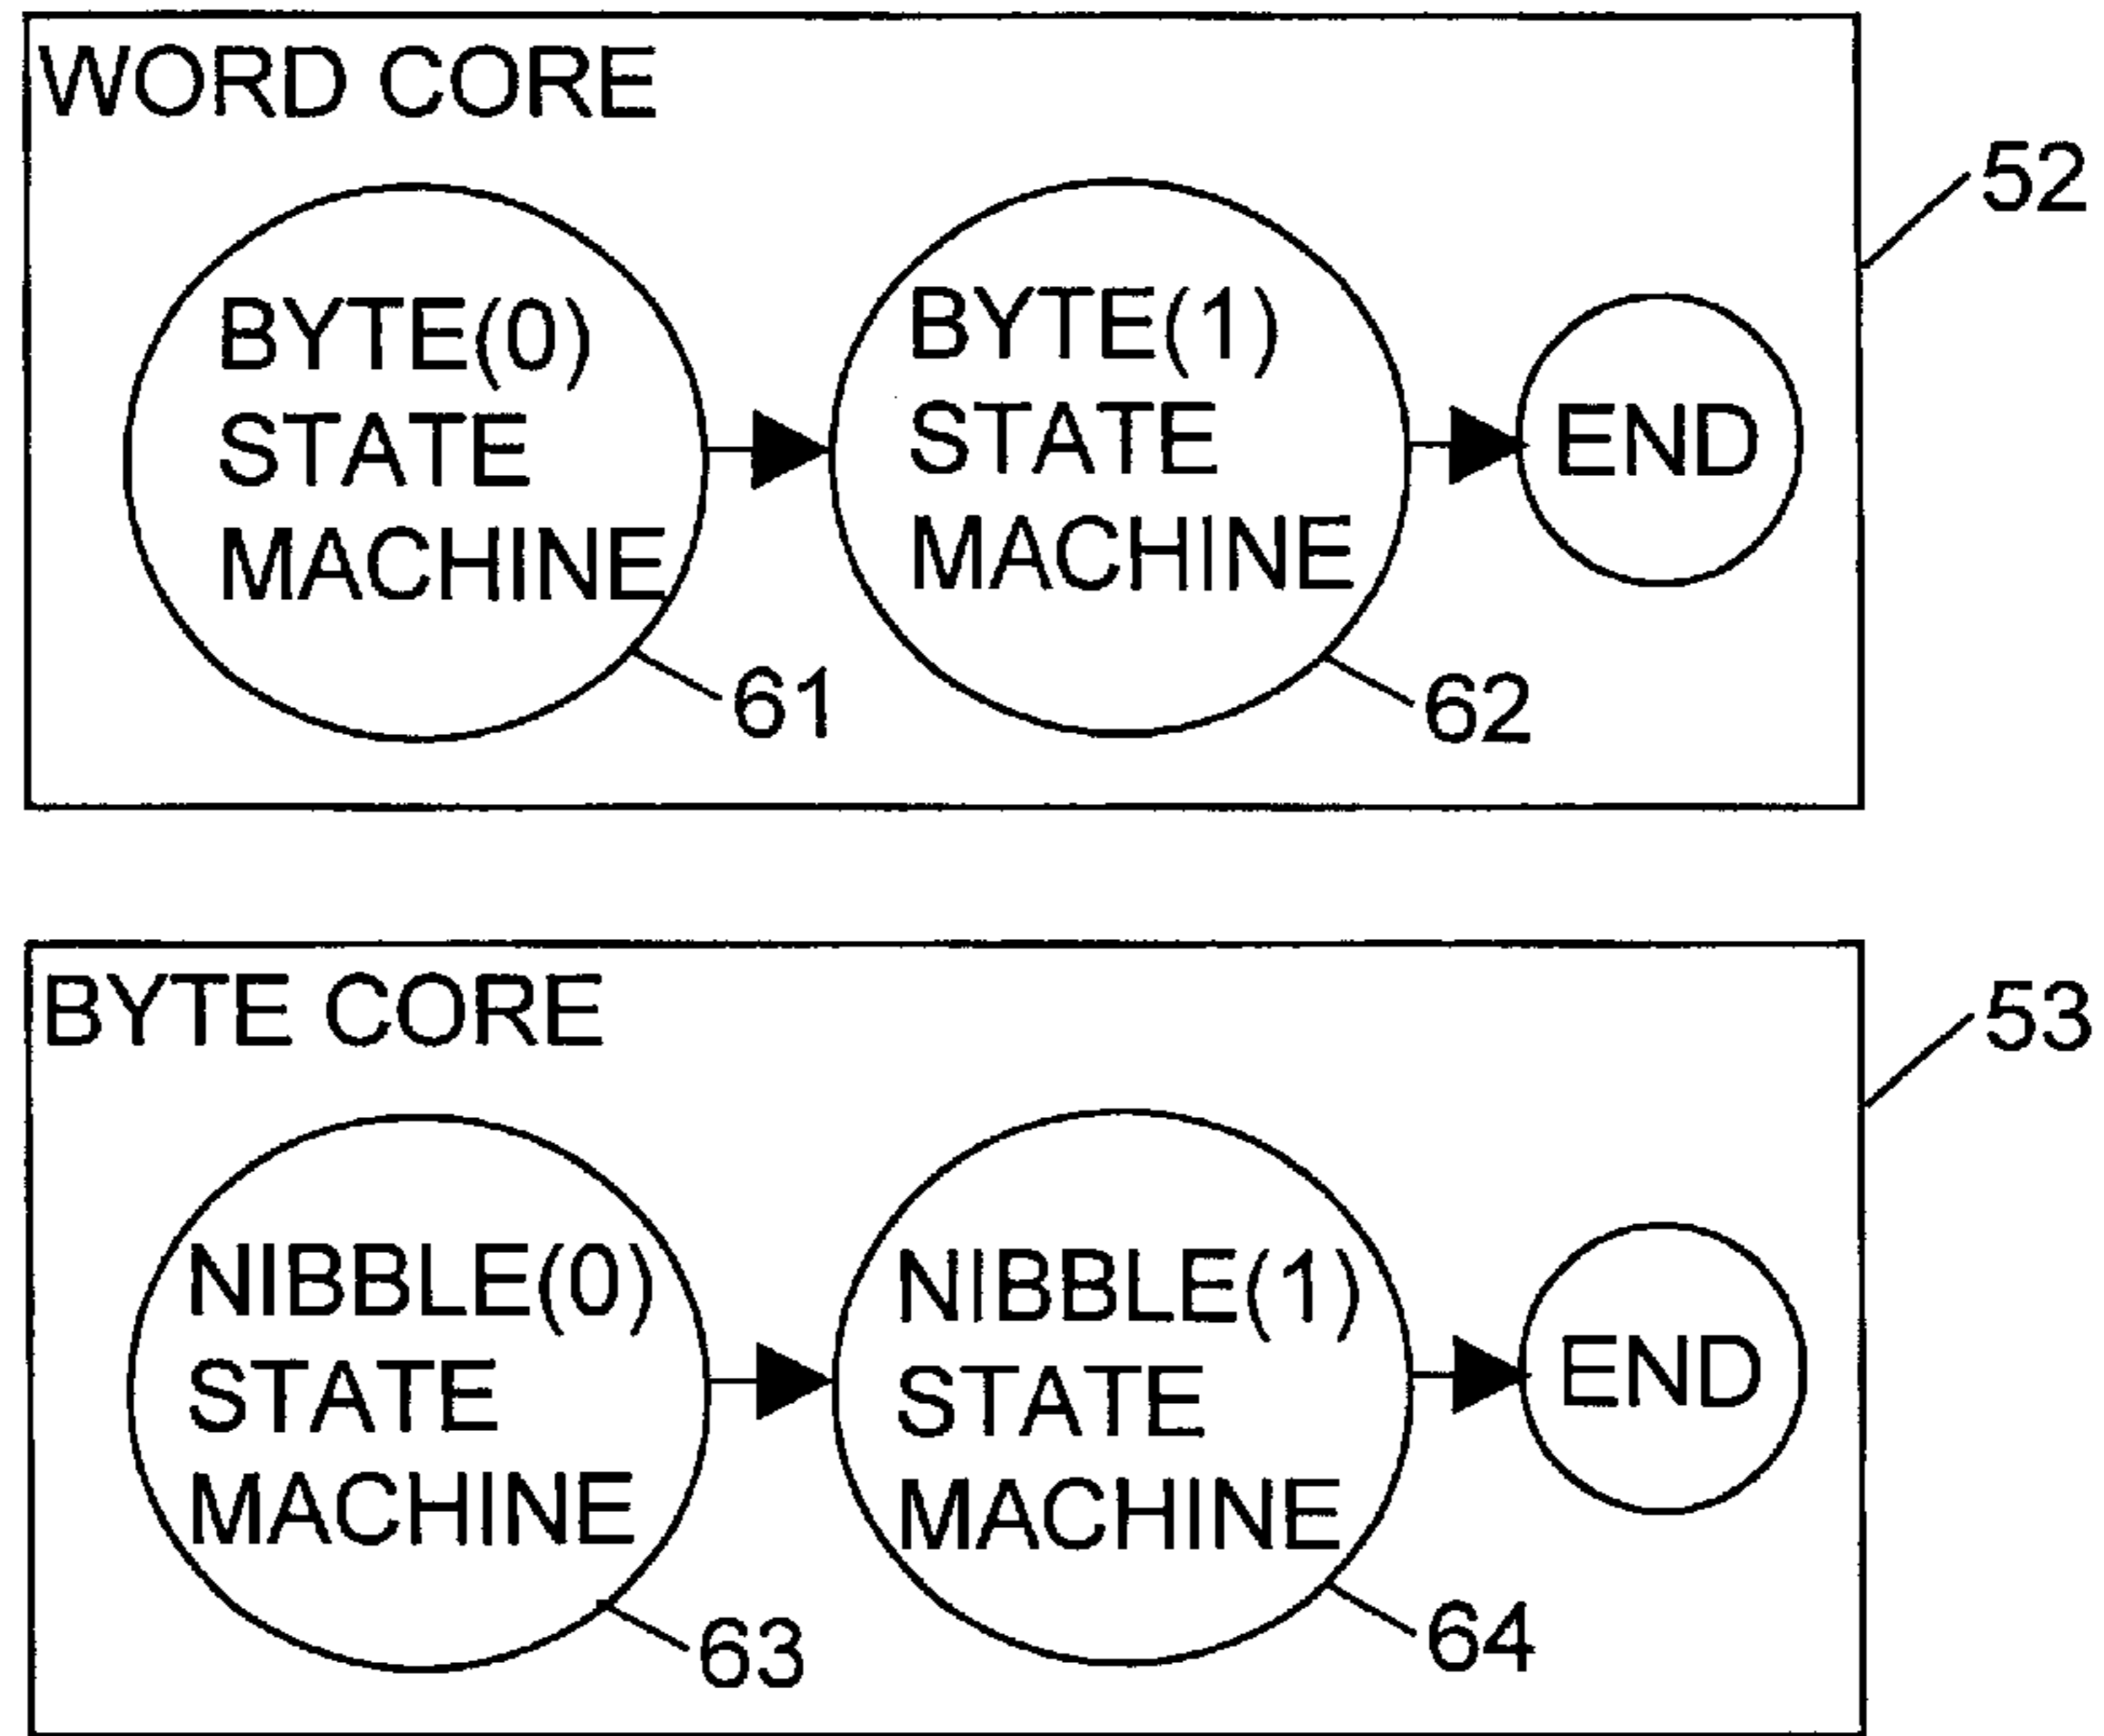 WORD CORE
52
BYTE(0)
STATE
MACHINE
61
BYTE(1)
STATE
MACHINE
62
END
BYTE CORE
53
NIBBLE(0)
STATE
MACHINE
63
NIBBLE(1)
STATE
MACHINE
64
END